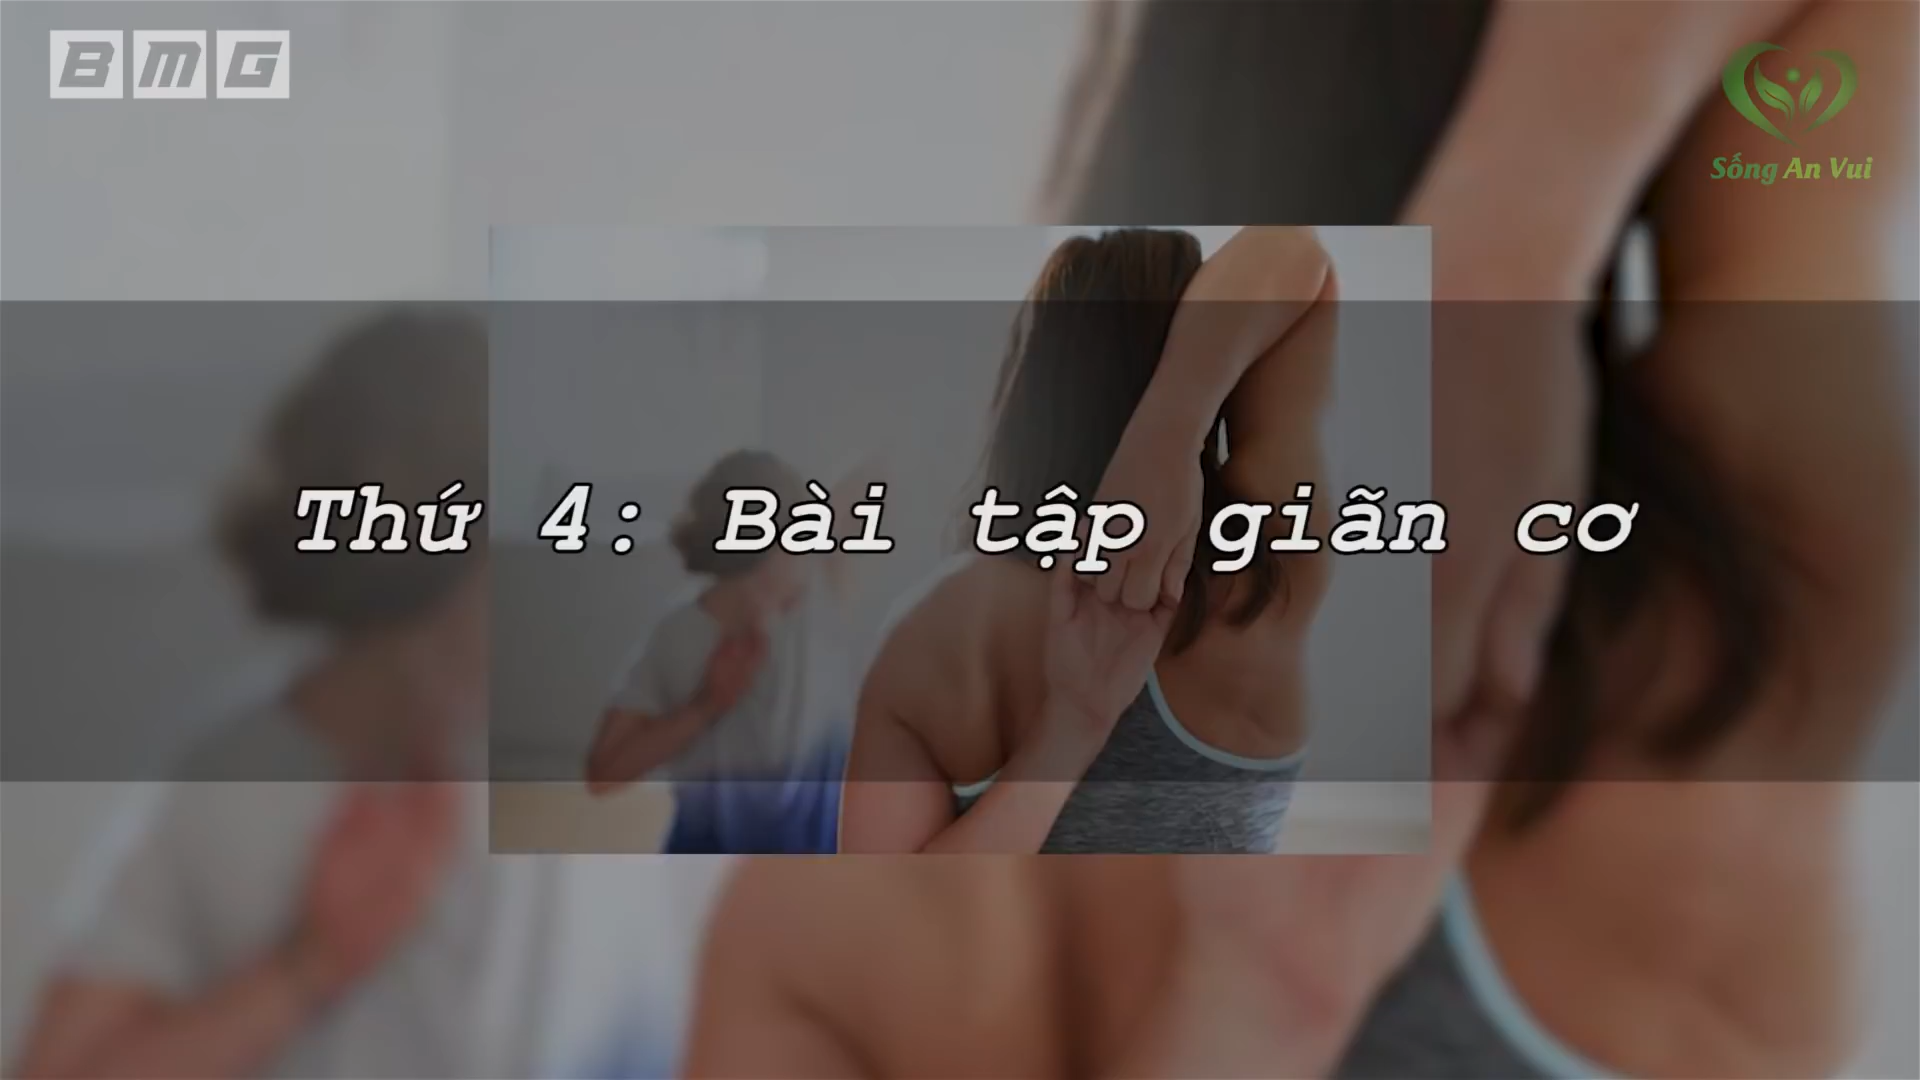 BMG
Sống An Vui
Thứ 4: Bài tập giãn cơ